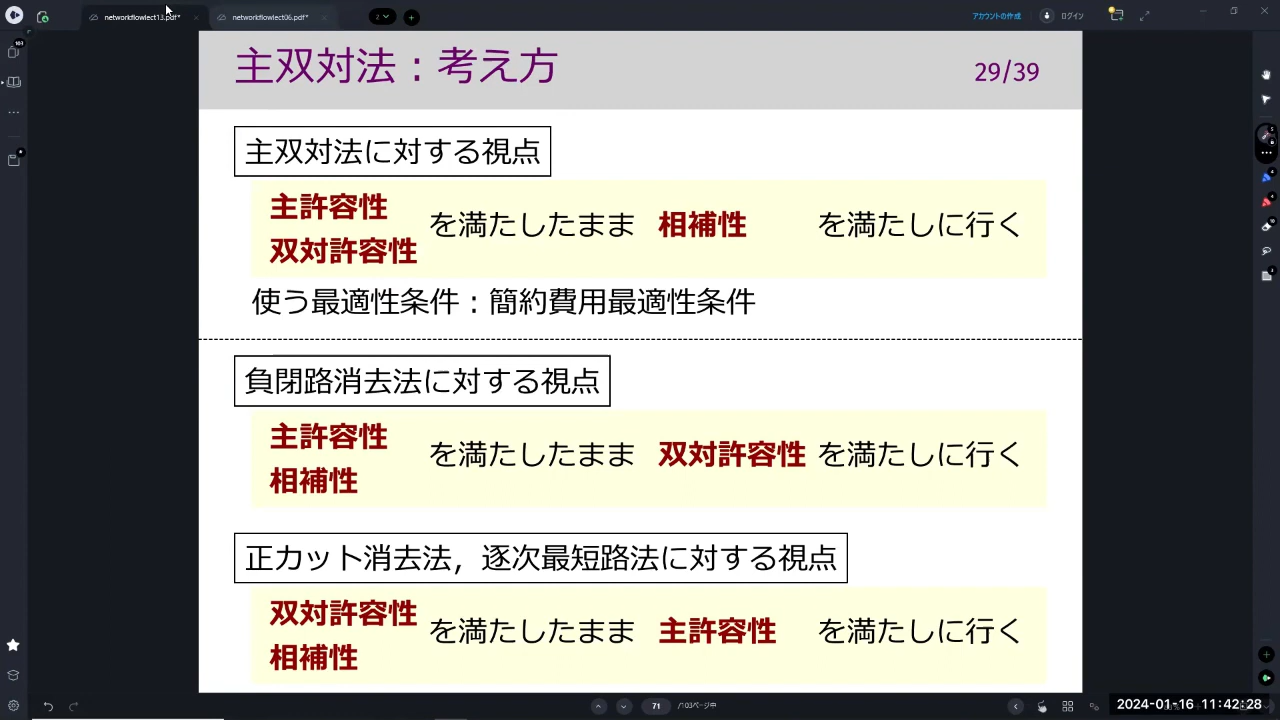 networkflowlect13.pdf*
networkflowlect06.pdf*
2
アカウントの作成
ログイン
主双対法：考え方
29/39
主双対法に対する視点
主許容性
双対許容性
を満たしたまま 相補性 を満たしに行く
使う最適性条件：簡約費用最適性条件
負閉路消去法に対する視点
主許容性
相補性
を満たしたまま 双対許容性 を満たしに行く
正カット消去法，逐次最短路法に対する視点
双対許容性
相補性
を満たしたまま 主許容性 を満たしに行く
71
/103ページ中
2024-01-16 11:42:28